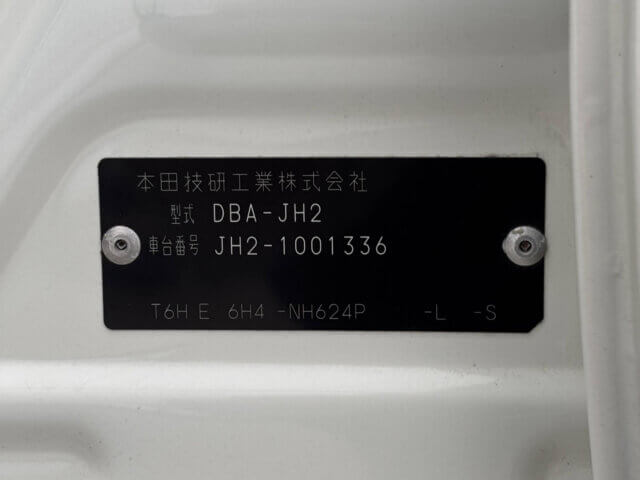 本田技研工業株式会社
型式 DBA-JH2
車台番号 JH2-1001336
T6H E 6H4 -NH624P -L -S